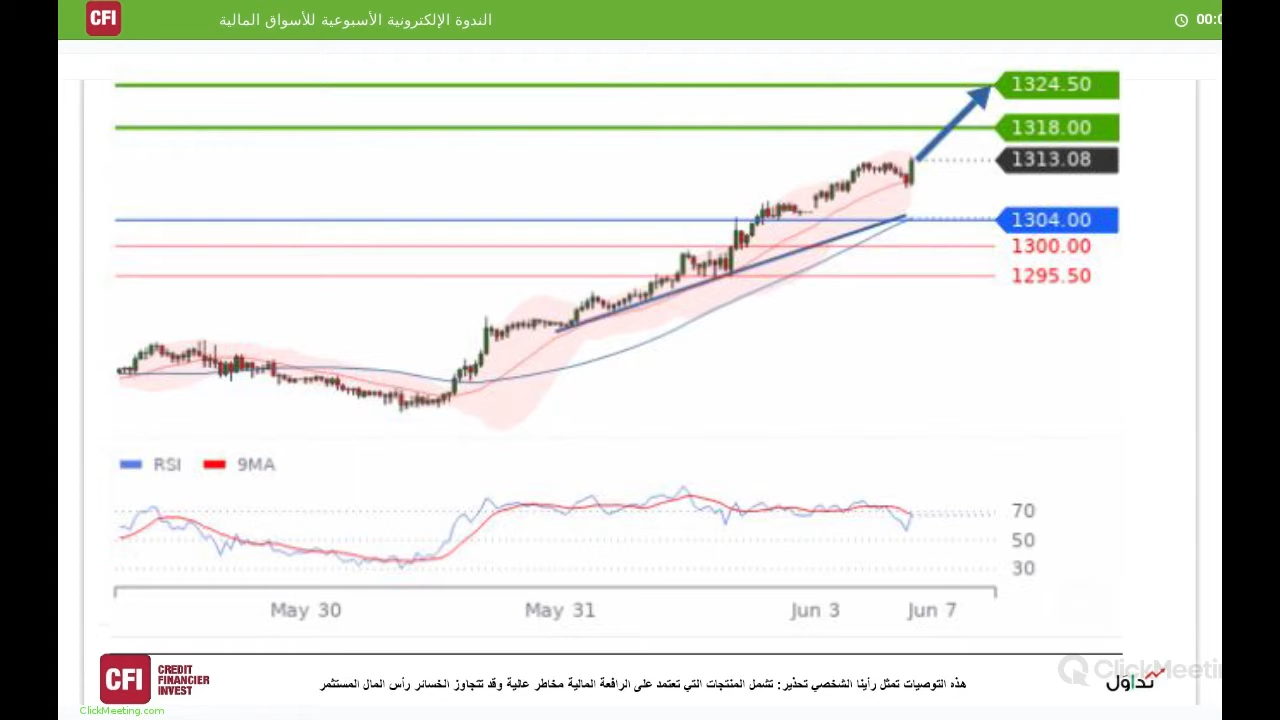 CFI
الندوة الإلكترونية الأسبوعية للأسواق المالية
1324.50
1318.00
1313.08
1304.00
1300.00
1295.50
RSI 9MA
70
50
30
May 30 May 31 Jun 3 Jun 7
CFI
CREDIT
FINANCIER
INVEST
هذه التوصيات تمثل رأينا الشخصي تحذير: تشمل المنتجات التي تعتمد على الرافعة المالية مخاطر عالية وقد تتجاوز الخسائر رأس المال المستثمر
تداول
ClickMeeting.com